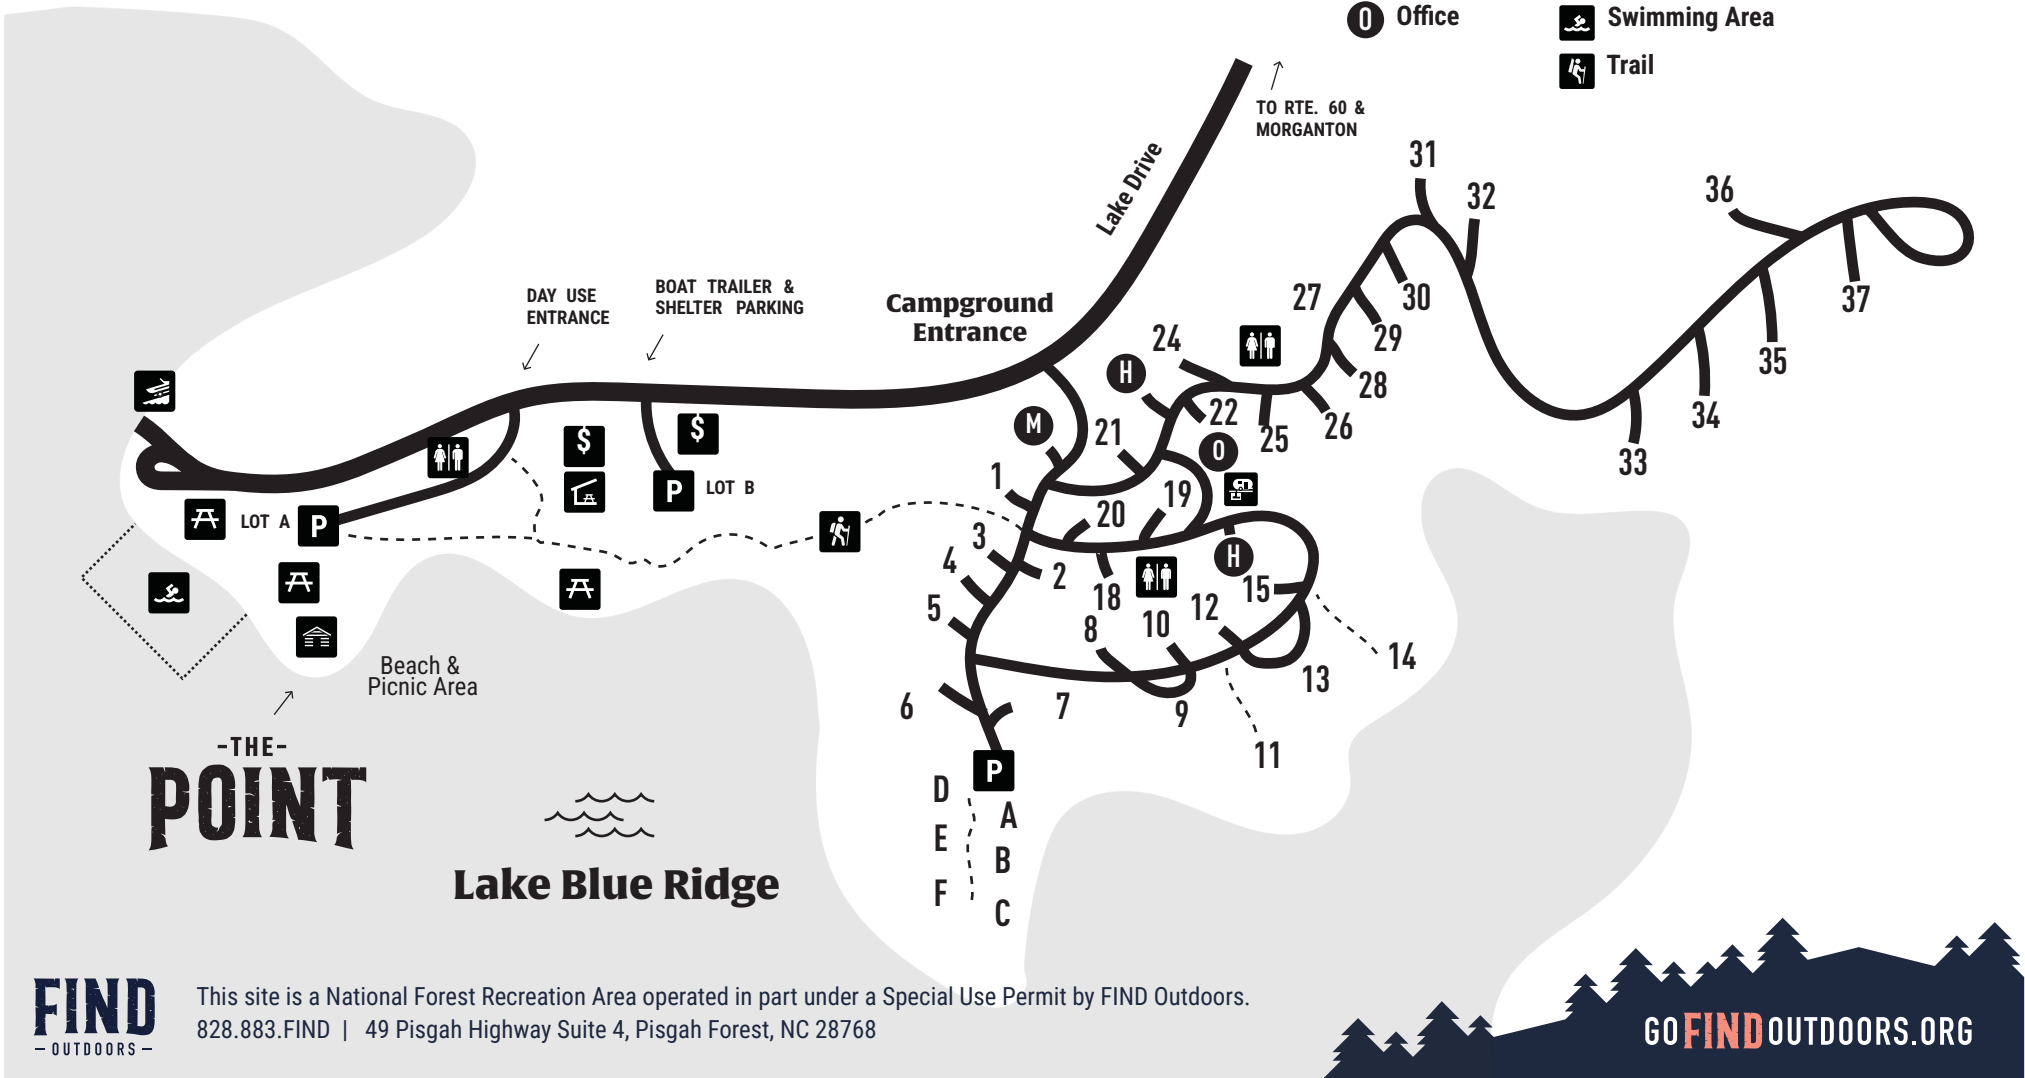 O Office
Swimming Area
Trail
TO RTE. 60 &
MORGANTON
Lake Drive
31
32
36
37
35
34
33
30
27
29
28
26
25
24
22
21
H
M
O
DAY USE
ENTRANCE
BOAT TRAILER &
SHELTER PARKING
Campground
Entrance
$
$
P LOT B
LOT A P
1
3
4
5
2
20
19
18
H
15
12
10
8
14
13
11
9
7
6
P
D
E
F
A
B
C
Beach &
Picnic Area
-THE-
POINT
Lake Blue Ridge
FIND
OUTDOORS
This site is a National Forest Recreation Area operated in part under a Special Use Permit by FIND Outdoors.
828.883.FIND | 49 Pisgah Highway Suite 4, Pisgah Forest, NC 28768
GOFINDOUTDOORS.ORG